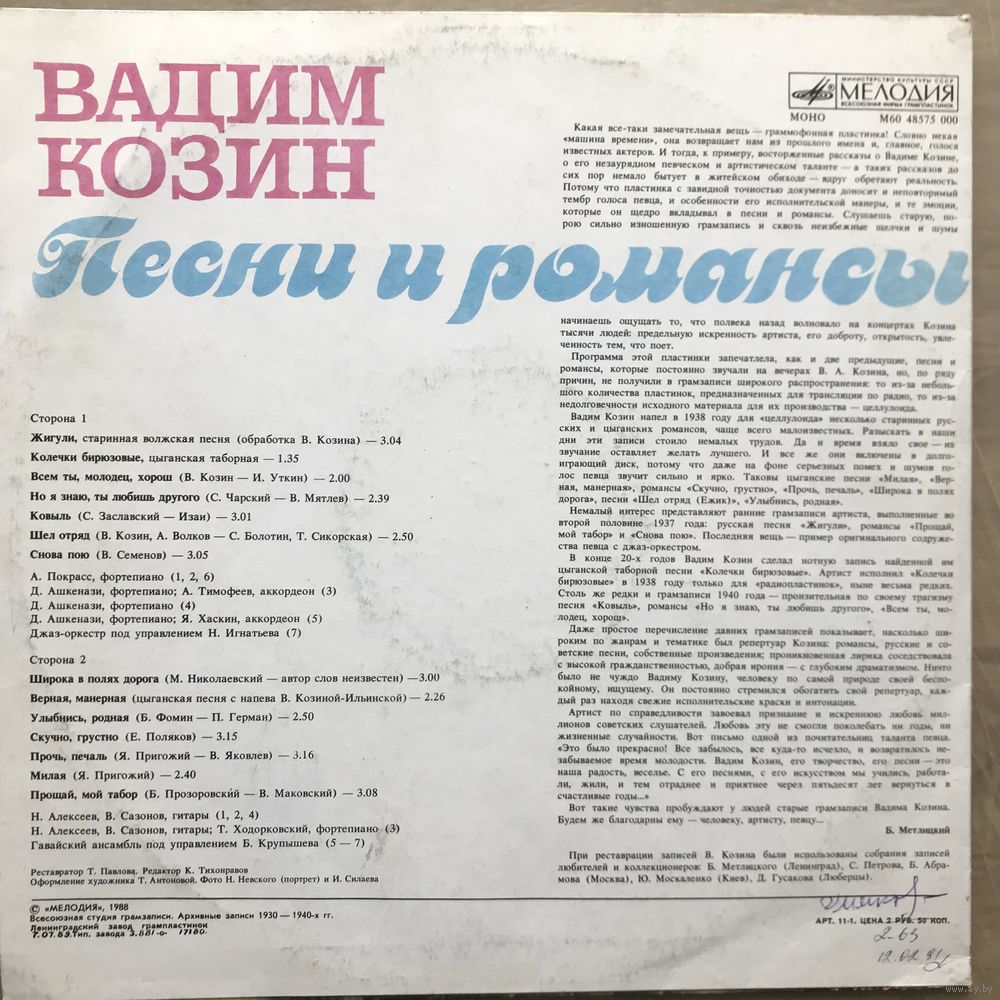 ВАДИМ
КОЗИН
Песни и романсы
МИНИСТЕРСТВО КУЛЬТУРЫ СССР
МЕЛОДИЯ
ВСЕСОЮЗНАЯ ФИРМА ГРАМПЛАСТИНОК
МОНО М60 48575 000
Какая все-таки замечательная вещь — граммофонная пластинка! Словно некая
«машина времени», она возвращает нам из прошлого имена и, главное, голоса
известных актеров. И тогда, к примеру, восторженные рассказы о Вадиме Козине,
о его незаурядном певческом и артистическом таланте — а таких рассказов до
сих пор немало бытует в житейском обиходе — вдруг обретают реальность.
Потому что пластинка с завидной точностью документа доносит и неповторимый
тембр голоса певца, и особенности его исполнительской манеры, и те эмоции,
которые он щедро вкладывал в песни и романсы. Слушаешь старую, по-
рою сильно изношенную грамзапись и сквозь неизбежные щелчки и шумы
начинаешь ощущать то, что полвека назад волновало на концертах Козина
тысячи людей: предельную искренность артиста, его доброту, открытость, увле-
ченность тем, что поет.
Программа этой пластинки запечатлела, как и две предыдущие, песни и
романсы, которые постоянно звучали на вечерах В. А. Козина, но, по ряду
причин, не получили в грамзаписи широкого распространения: то из-за неболь-
шого количества пластинок, предназначенных для трансляции по радио, то из-за
недолговечности исходного материала для их производства — целлулоида.
Вадим Козин напел в 1938 году для «целлулоида» несколько старинных рус-
ских и цыганских романсов, чаще всего малоизвестных. Разыскать в наши
дни эти записи стоило немалых трудов. Да и время взяло свое — их
звучание оставляет желать лучшего. И все же они включены в долго-
играющий диск, потому что даже на фоне серьезных помех и шумов го-
лос певца звучит сильно и ярко. Таковы цыганские песни «Милая», «Вер-
ная, манерная», романсы «Скучно, грустно», «Прочь, печаль», «Широка в полях
дорога», песни «Шел отряд (Ежик)», «Улыбнись, родная».
Немалый интерес представляют ранние грамзаписи артиста, выполненные во
второй половине 1937 года: русская песня «Жигули», романсы «Прощай,
мой табор» и «Снова пою». Последняя вещь — пример оригинального содруже-
ства певца с джаз-оркестром.
В конце 20-х годов Вадим Козин сделал нотную запись найденной им
цыганской таборной песни «Колечки бирюзовые». Артист исполнил «Колечки
бирюзовые» в 1938 году только для «радиопластинок», ныне весьма редких.
Столь же редки и грамзаписи 1940 года — пронзительная по своему трагизму
песня «Ковыль», романсы «Но я знаю, ты любишь другого», «Всем ты, мо-
лодец, хорош».
Даже простое перечисление давних грамзаписей показывает, насколько ши-
роким по жанрам и тематике был репертуар Козина: романсы, русские и со-
ветские песни, собственные произведения; проникновенная лирика соседствовала
с высокой гражданственностью, добрая ирония — с глубоким драматизмом. Ничто
было не чуждо Вадиму Козину, человеку по самой природе своей беспо-
койному, ищущему. Он постоянно стремился обогатить свой репертуар, каж-
дый раз находя свежие исполнительские краски и интонации.
Артист по справедливости завоевал признание и искреннюю любовь мил-
лионов советских слушателей. Любовь эту не смогли поколебать ни годы, ни
жизненные случайности. Вот письмо одной из почитательниц таланта певца.
«Это было прекрасно! Все забылось, все куда-то исчезло, и возвратилось не-
забываемое время молодости. Вадим Козин, его творчество, его песни — это
наша радость, веселье. С его песнями, с его искусством мы учились, работа-
ли, жили, и тем отраднее и приятнее через пятьдесят лет вернуться в
счастливые годы...»
Вот такие чувства пробуждают у людей старые грамзаписи Вадима Козина.
Будем же благодарны ему — человеку, артисту, певцу...
Б. Метлицкий
При реставрации записей В. Козина были использованы собрания записей
любителей и коллекционеров: Б. Метлицкого (Ленинград), С. Петрова, Б. Абра-
мова (Москва), Ю. Москаленко (Киев), Д. Гусакова (Люберцы).
Сторона 1
Жигули, старинная волжская песня (обработка В. Козина) — 3.04
Колечки бирюзовые, цыганская таборная — 1.35
Всем ты, молодец, хорош (В. Козин — И. Уткин) — 2.00
Но я знаю, ты любишь другого (С. Чарский — В. Мятлев) — 2.39
Ковыль (С. Заславский — Изаи) — 3.01
Шел отряд (В. Козин, А. Волков — С. Болотин, Т. Сикорская) — 2.50
Снова пою (В. Семенов) — 3.05
А. Покрасс, фортепиано (1, 2, 6)
Д. Ашкенази, фортепиано; А. Тимофеев, аккордеон (3)
Д. Ашкенази, фортепиано (4)
Д. Ашкенази, фортепиано; Я. Хаскин, аккордеон (5)
Джаз-оркестр под управлением Н. Игнатьева (7)
Сторона 2
Широка в полях дорога (М. Николаевский — автор слов неизвестен) —3.00
Верная, манерная (цыганская песня с напева В. Козиной-Ильинской) — 2.26
Улыбнись, родная (Б. Фомин — П. Герман) — 2.50
Скучно, грустно (Е. Поляков) — 3.15
Прочь, печаль (Я. Пригожий — В. Яковлев) — 3.16
Милая (Я. Пригожий) — 2.40
Прощай, мой табор (Б. Прозоровский — В. Маковский) — 3.08
Н. Алексеев, В. Сазонов, гитары (1, 2, 4)
Н. Алексеев, В. Сазонов, гитары; Т. Ходорковский, фортепиано (3)
Гавайский ансамбль под управлением Б. Крупышева (5 — 7)
Реставратор Т. Павлова. Редактор К. Тихонравов
Оформление художника Т. Антоновой. Фото Н. Невского (портрет) и И. Силаева
© «МЕЛОДИЯ», 1988
Всесоюзная студия грамзаписи. Архивные записи 1930 — 1940-х гг.
Ленинградский завод грампластинок
7.07.89.Тип. завода З.881-о- 17180.
АРТ. 11-1. ЦЕНА 2 РУБ. 50 КОП.
2-63
12.02.91
www.ay.by